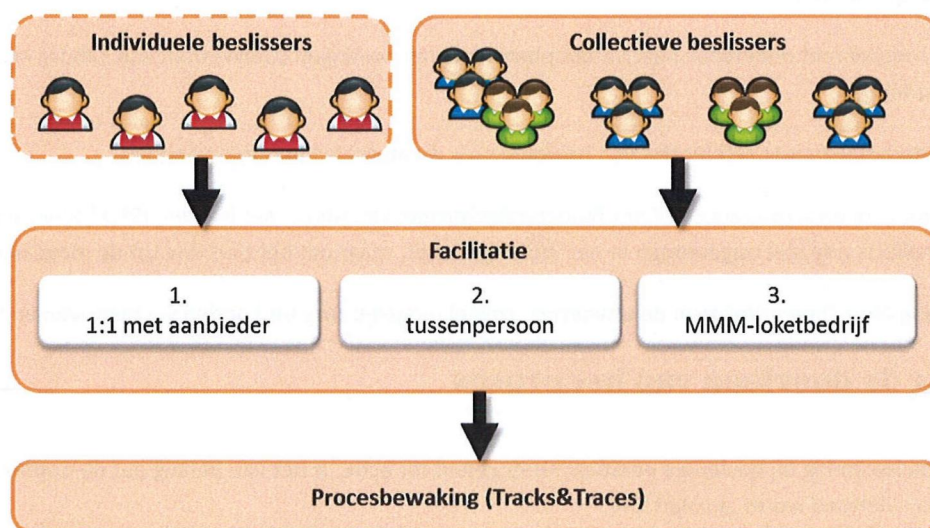 Individuele beslissers
Collectieve beslissers
Facilitatie
1.
1:1 met aanbieder
2.
tussenpersoon
3.
MMM-loketbedrijf
Procesbewaking (Tracks&Traces)